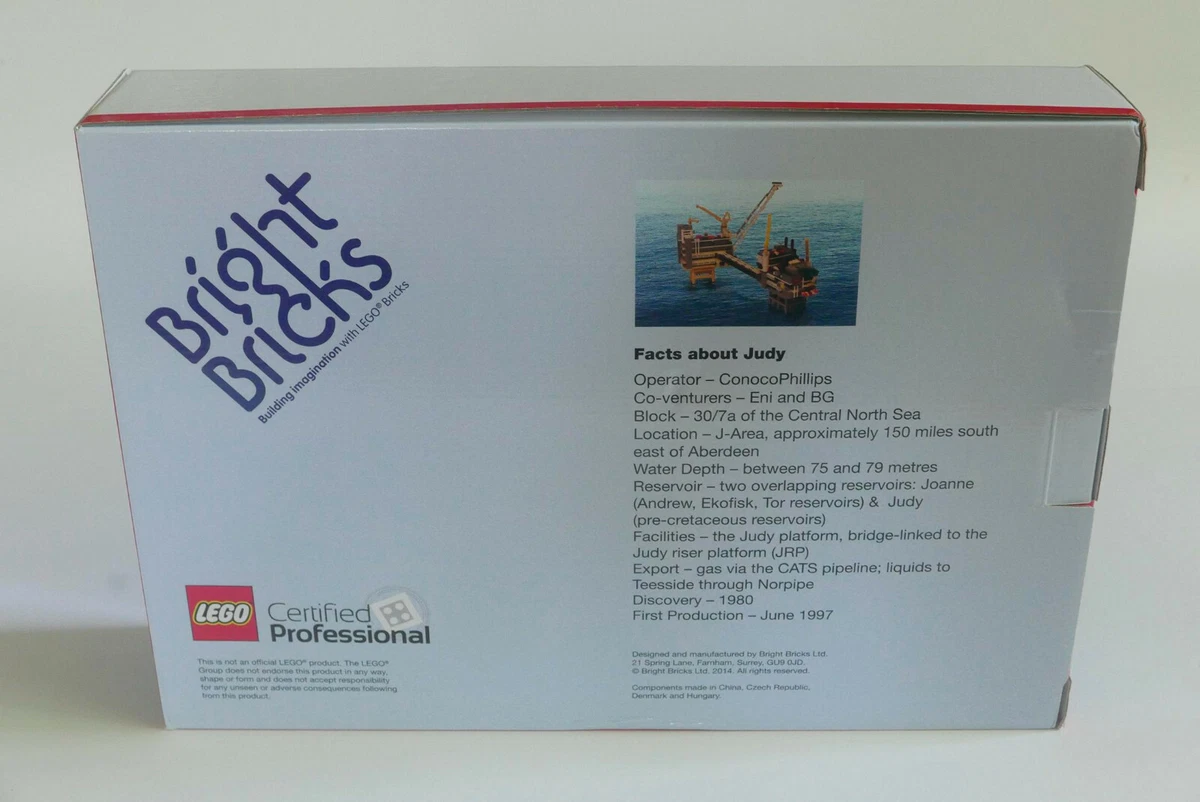 Bright
Bricks
Building imagination with LEGO® Bricks
Facts about Judy
Operator – ConocoPhillips
Co-venturers – Eni and BG
Block – 30/7a of the Central North Sea
Location – J-Area, approximately 150 miles south
east of Aberdeen
Water Depth – between 75 and 79 metres
Reservoir – two overlapping reservoirs: Joanne
(Andrew, Ekofisk, Tor reservoirs) & Judy
(pre-cretaceous reservoirs)
Facilities – the Judy platform, bridge-linked to the
Judy riser platform (JRP)
Export – gas via the CATS pipeline; liquids to
Teesside through Norpipe
Discovery – 1980
First Production – June 1997
LEGO
Certified
Professional
This is not an official LEGO® product. The LEGO®
Group does not endorse this product in any way,
shape or form and does not accept responsibility
for any unseen or adverse consequences following
from this product.
Designed and manufactured by Bright Bricks Ltd.
21 Spring Lane, Farnham, Surrey, GU9 0JD.
© Bright Bricks Ltd. 2014. All rights reserved.
Components made in China, Czech Republic,
Denmark and Hungary.